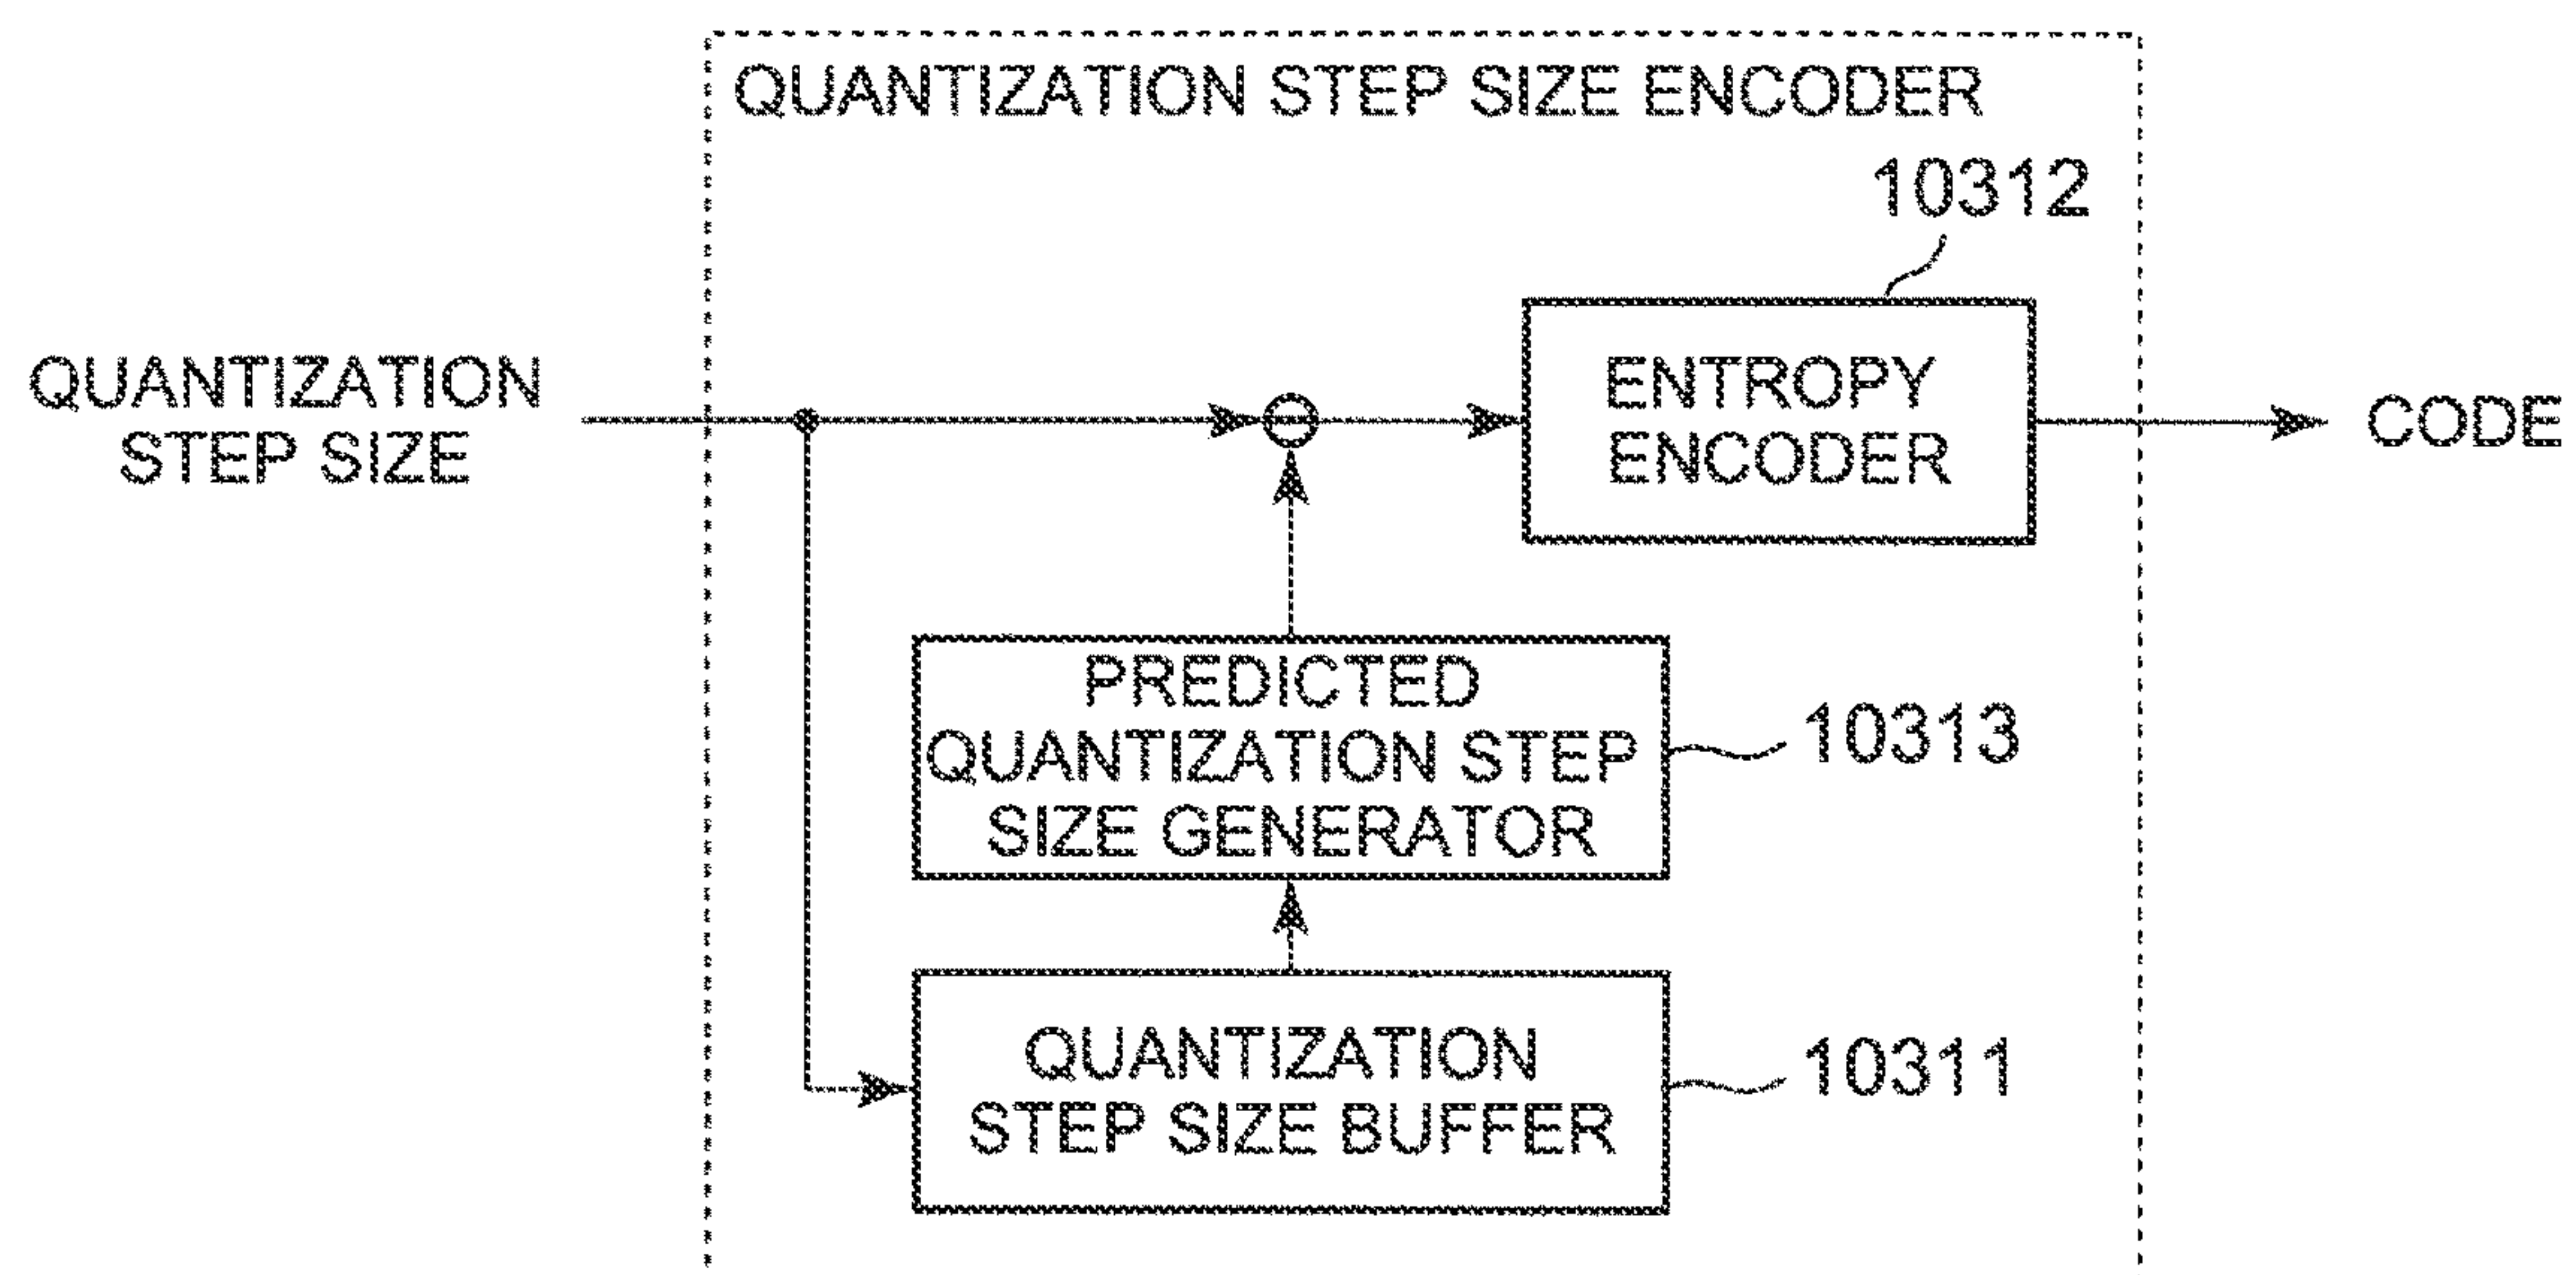 QUANTIZATION STEP SIZE ENCODER
10312
QUANTIZATION
STEP SIZE
ENTROPY
ENCODER
CODE
PREDICTED
QUANTIZATION STEP
SIZE GENERATOR
10313
QUANTIZATION
STEP SIZE BUFFER
10311